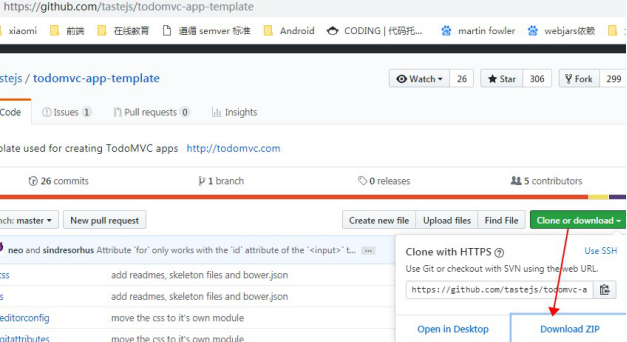 https://github.com/tastejs/todomvc-app-template
xiaomi 前端 在线教育 遵循 semver 标准 Android CODING | 代码托... martin fowler webjars依赖
stejs / todomvc-app-template
Watch 26 Star 306 Fork 299
Code Issues 1 Pull requests 0 Insights
plate used for creating TodoMVC apps http://todomvc.com
26 commits 1 branch 0 releases 5 contributors
nch: master New pull request Create new file Upload files Find File Clone or download
neo and sindresorhus Attribute `for` only works with the `id` attribute of the `<input>` t... ...
css add readmes, skeleton files and bower.json
s add readmes, skeleton files and bower.json
editorconfig move the css to it's own module
gitattributes move the css to it's own module
Clone with HTTPS Use SSH
Use Git or checkout with SVN using the web URL.
https://github.com/tastejs/todomvc-a
Open in Desktop Download ZIP